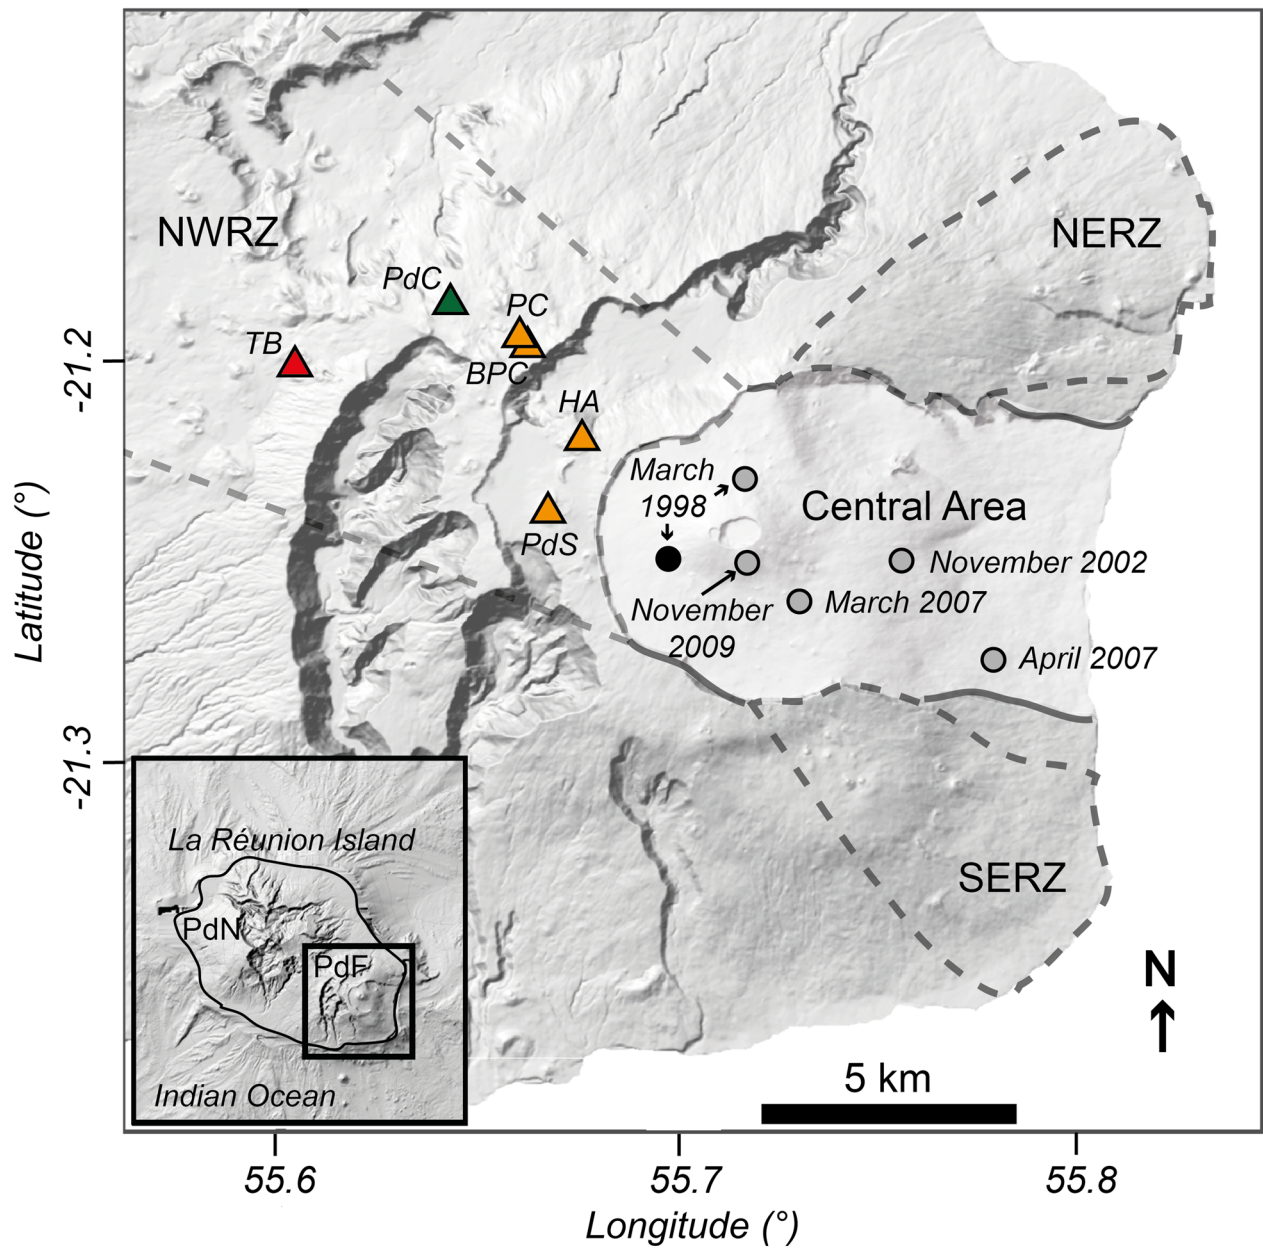 NWRZ
NERZ
PdC
PC
TB
BPC
HA
PdS
March
1998
Central Area
November 2002
March 2007
November
2009
April 2007
SERZ
N
5 km
La Réunion Island
PdN
PdF
Indian Ocean
-21.2
-21.3
Latitude (°)
55.6
55.7
55.8
Longitude (°)